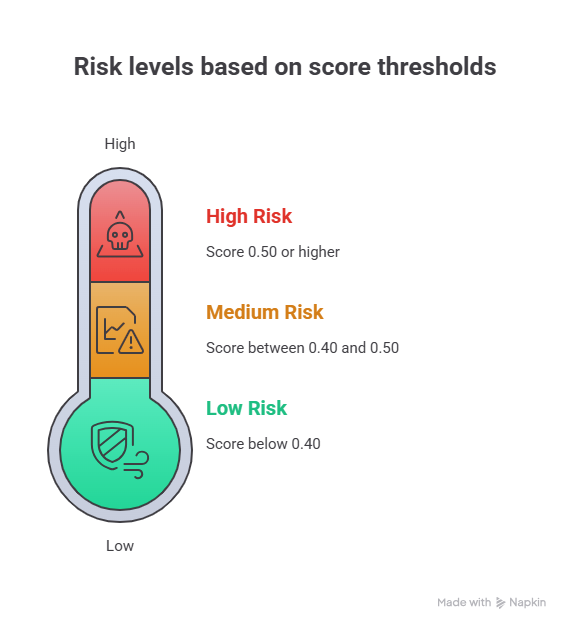 Risk levels based on score thresholds
High
High Risk
Score 0.50 or higher
Medium Risk
Score between 0.40 and 0.50
Low Risk
Score below 0.40
Low
Made with Napkin